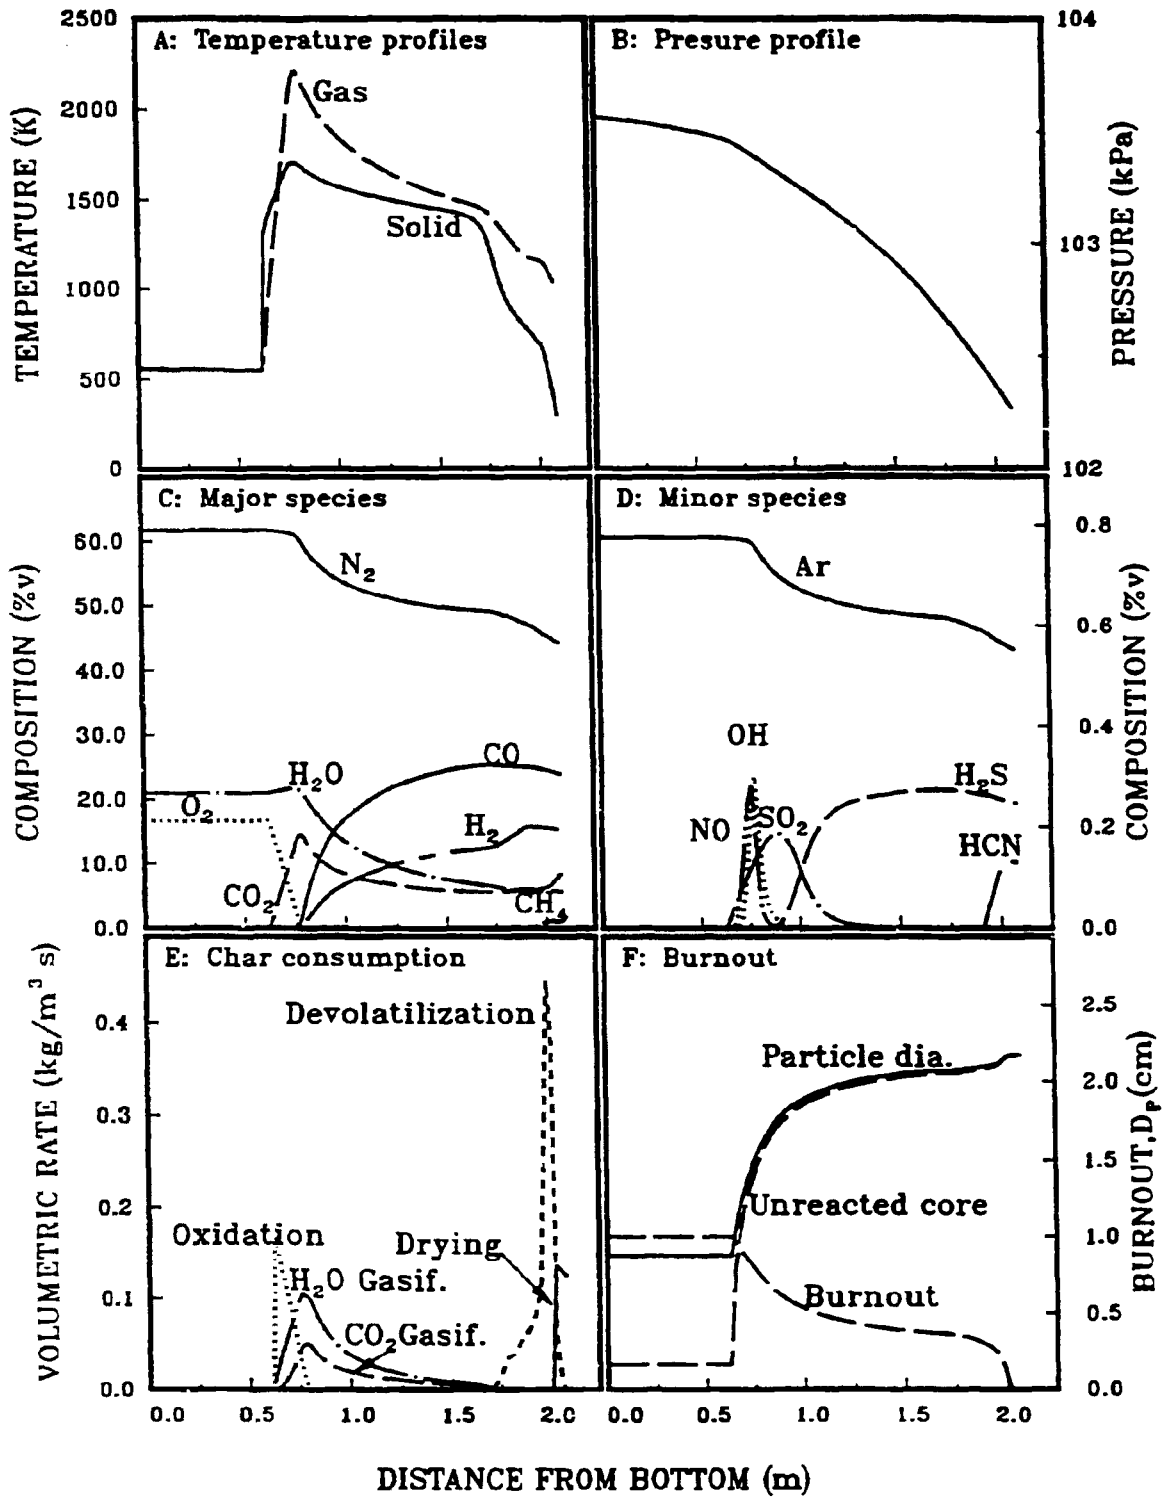 2500
2000
1500
1000
500
0
TEMPERATURE (K)
A: Temperature profiles
Gas
Solid
B: Presure profile
104
103
102
PRESSURE (kPa)
C: Major species
60.0
50.0
40.0
30.0
20.0
10.0
0.0
COMPOSITION (%v)
N₂
CO
H₂O
O₂
H₂
CO₂
CH₄
D: Minor species
Ar
OH
NO
SO₂
H₂S
HCN
0.8
0.6
0.4
0.2
0.0
COMPOSITION (%v)
E: Char consumption
0.4
0.3
0.2
0.1
0.0
VOLUMETRIC RATE (kg/m³ s)
Devolatilization
Oxidation
Drying
H₂O Gasif.
CO₂Gasif.
0.0 0.5 1.0 1.5 2.0
F: Burnout
Particle dia.
Unreacted core
Burnout
2.5
2.0
1.5
1.0
0.5
0.0
BURNOUT, Dₚ(cm)
0.0 0.5 1.0 1.5 2.0
DISTANCE FROM BOTTOM (m)